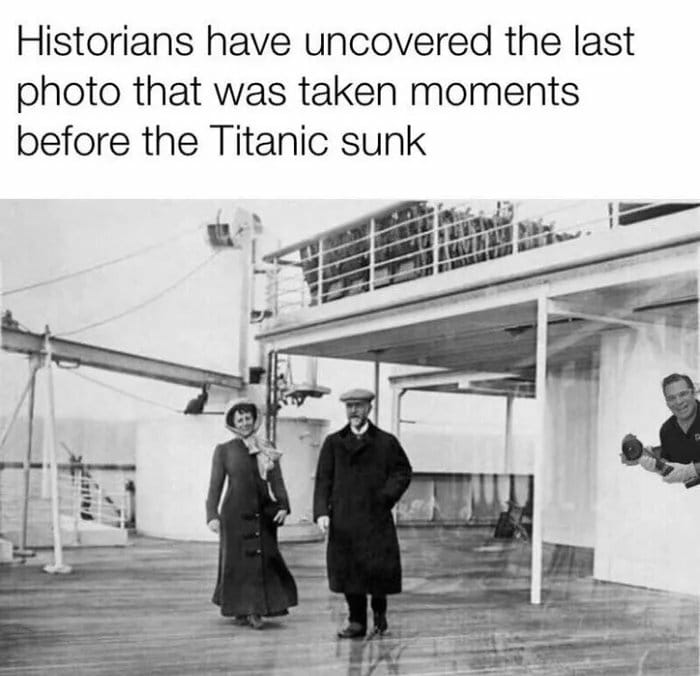 Historians have uncovered the last
photo that was taken moments
before the Titanic sunk